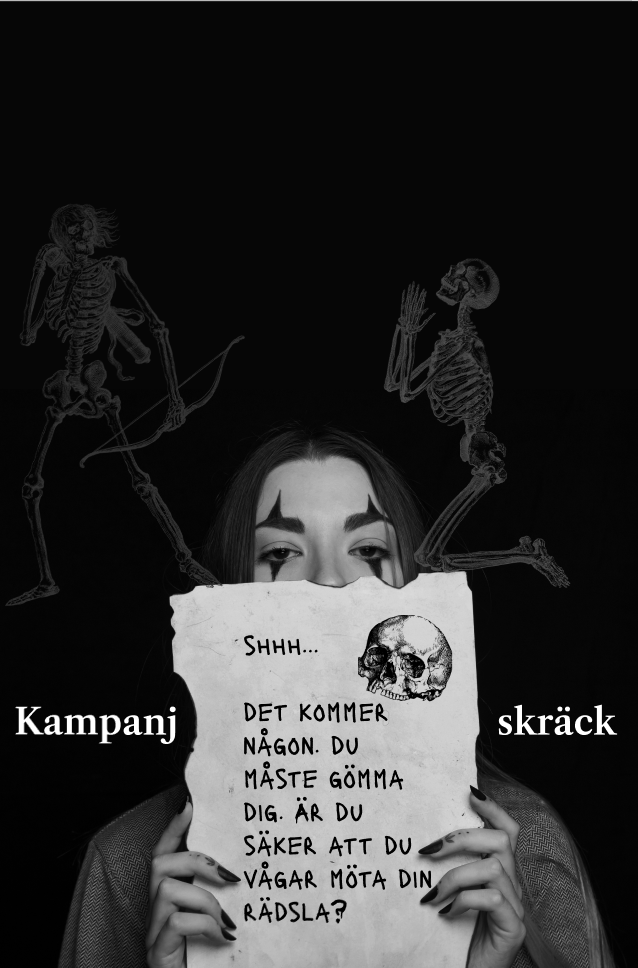 Shhh...
DET KOMMER
NÅGON. DU
MÅSTE GÖMMA
DIG. ÄR DU
SÄKER ATT DU
VÅGAR MÖTA DIN
RÄDSLA?
Kampanj skräck